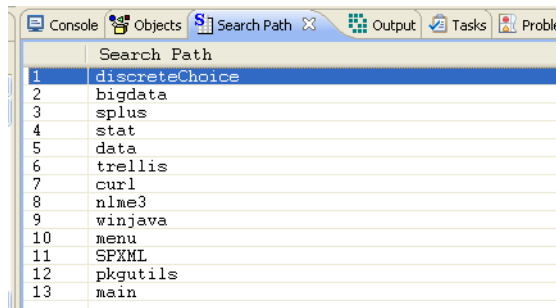 Console Objects Search Path Output Tasks Proble
Search Path
1 discreteChoice
2 bigdata
3 splus
4 stat
5 data
6 trellis
7 curl
8 nlme3
9 winjava
10 menu
11 SPXML
12 pkgutils
13 main